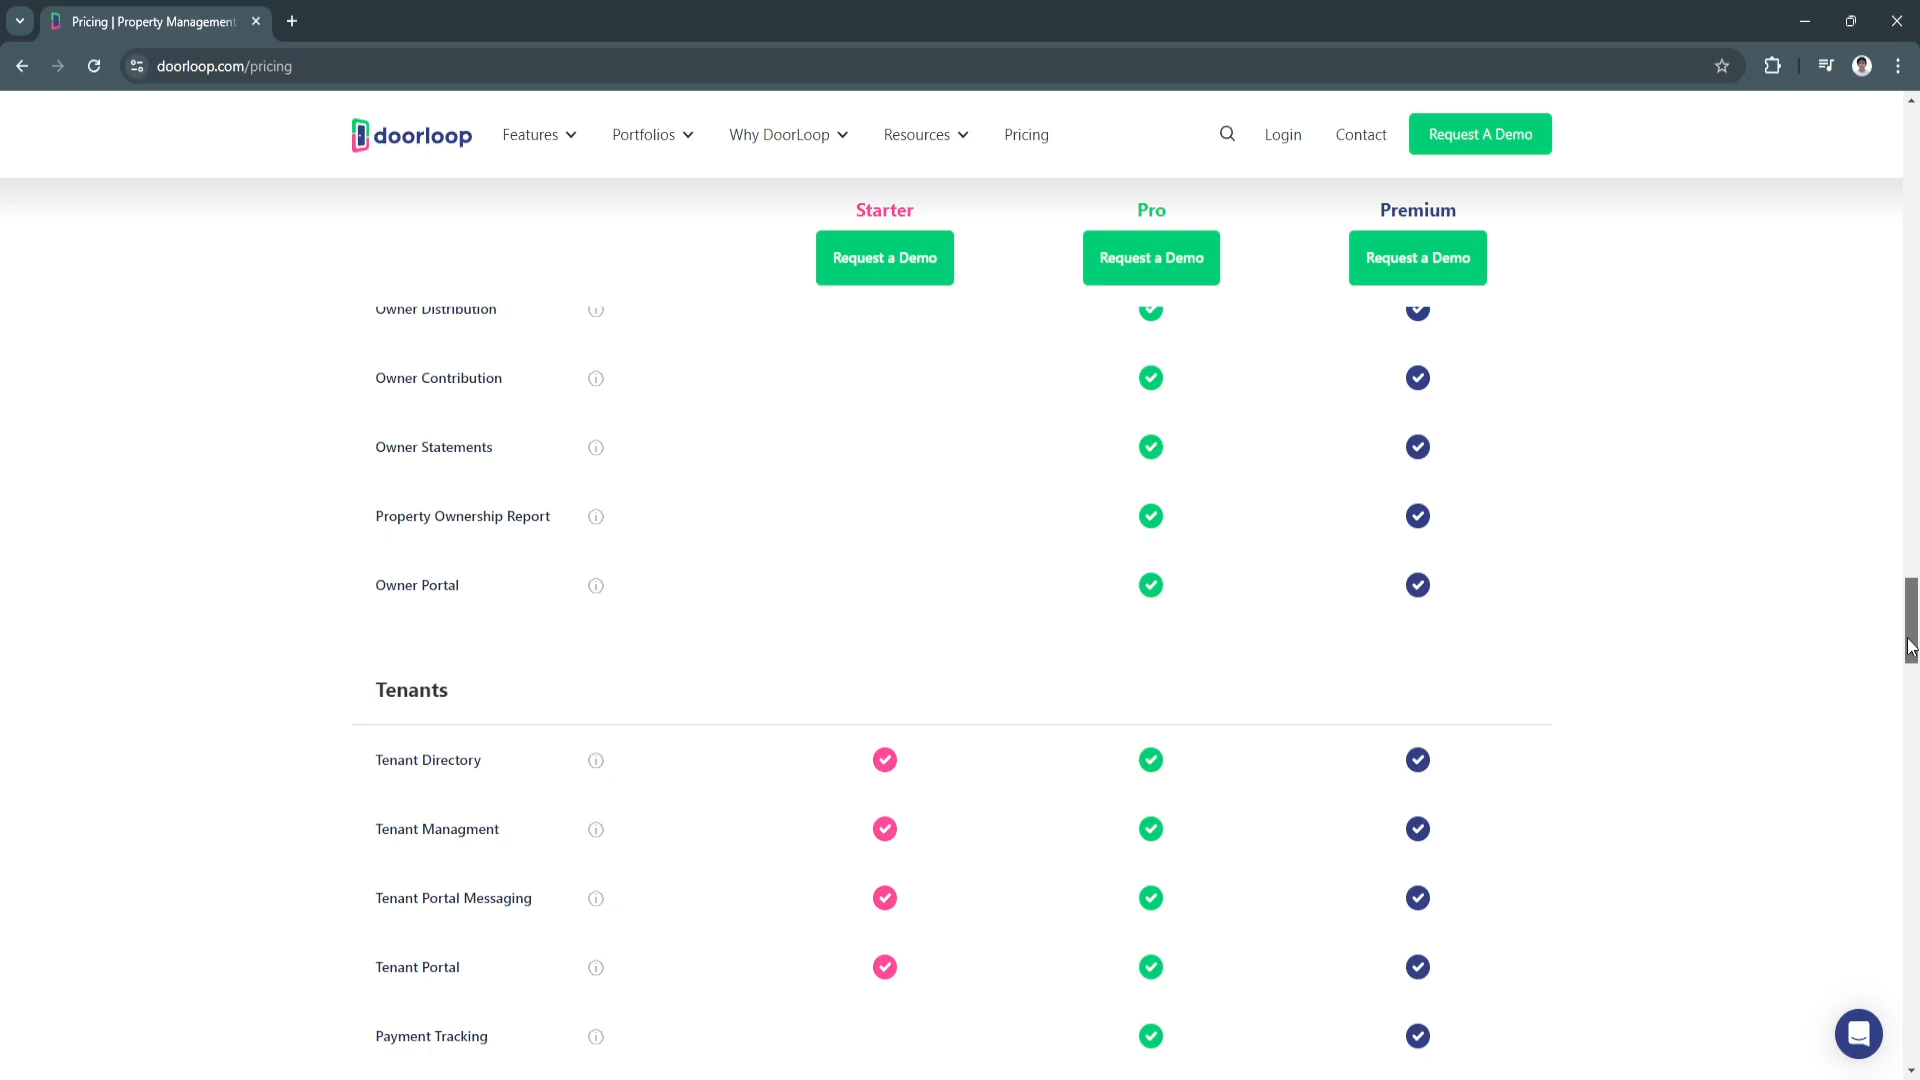 Pricing | Property Management
doorloop.com/pricing
doorloop
Features
Portfolios
Why DoorLoop
Resources
Pricing
Login
Contact
Request A Demo
Starter
Pro
Premium
Request a Demo
Request a Demo
Request a Demo
Owner Distribution
Owner Contribution
Owner Statements
Property Ownership Report
Owner Portal
Tenants
Tenant Directory
Tenant Managment
Tenant Portal Messaging
Tenant Portal
Payment Tracking